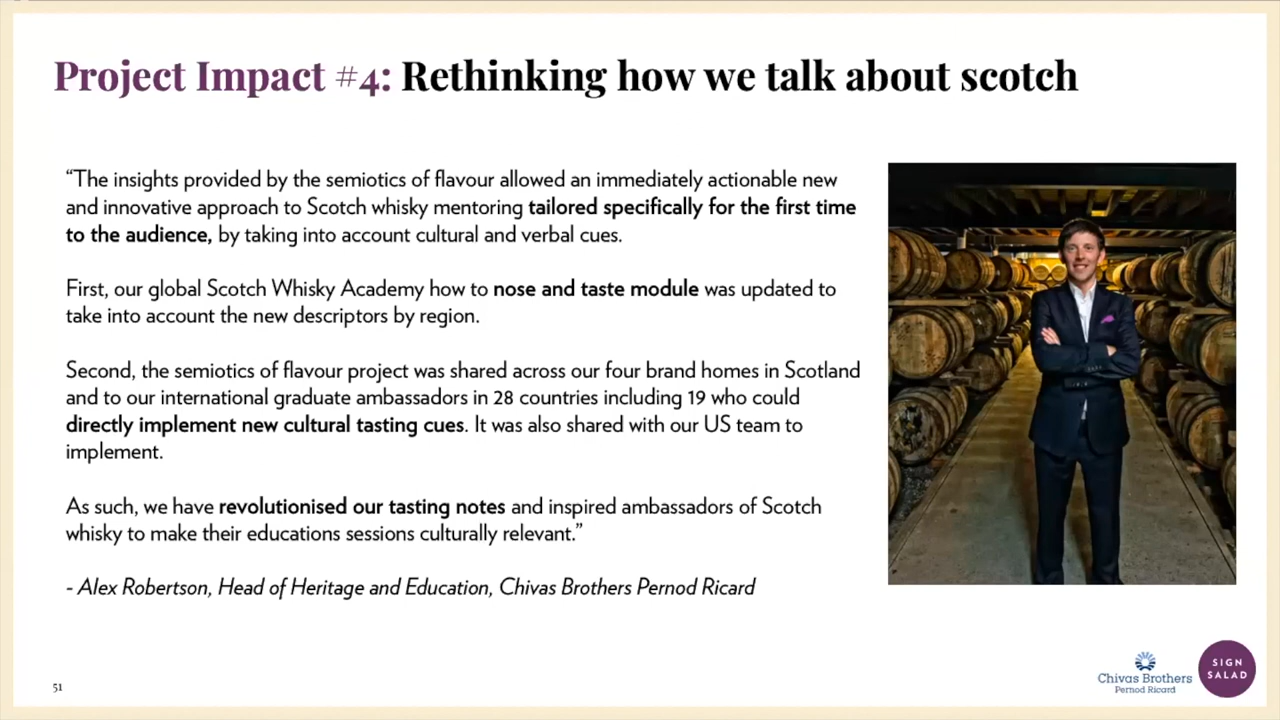 Project Impact #4: Rethinking how we talk about scotch
“The insights provided by the semiotics of flavour allowed an immediately actionable new
and innovative approach to Scotch whisky mentoring tailored specifically for the first time
to the audience, by taking into account cultural and verbal cues.
First, our global Scotch Whisky Academy how to nose and taste module was updated to
take into account the new descriptors by region.
Second, the semiotics of flavour project was shared across our four brand homes in Scotland
and to our international graduate ambassadors in 28 countries including 19 who could
directly implement new cultural tasting cues. It was also shared with our US team to
implement.
As such, we have revolutionised our tasting notes and inspired ambassadors of Scotch
whisky to make their educations sessions culturally relevant.”
- Alex Robertson, Head of Heritage and Education, Chivas Brothers Pernod Ricard
51
Chivas Brothers
Pernod Ricard
SIGN
SALAD